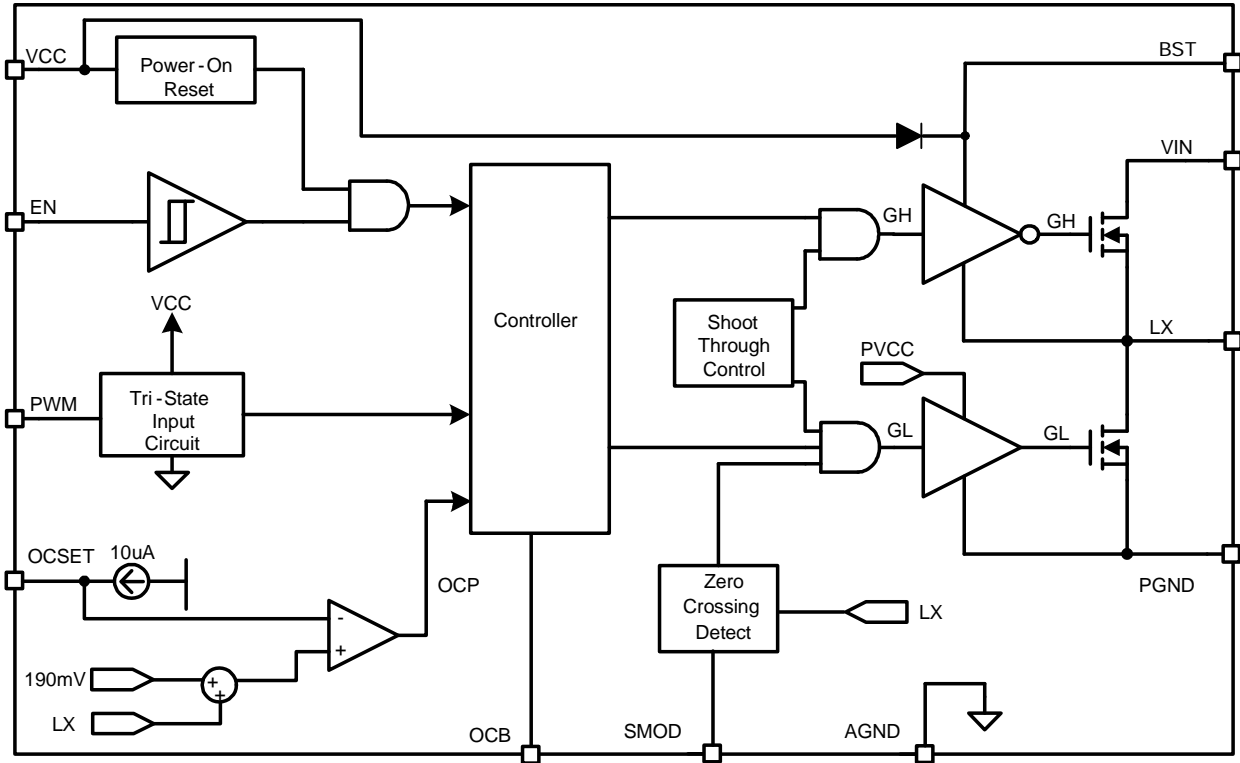 VCC
Power-On
Reset
BST
VIN
EN
GH
GH
VCC
Controller
Shoot
Through
Control
LX
PVCC
PWM
Tri-State
Input
Circuit
GL
GL
OCSET
10uA
OCP
Zero
Crossing
Detect
PGND
LX
-
+
190mV
+
+
LX
OCB
SMOD
AGND